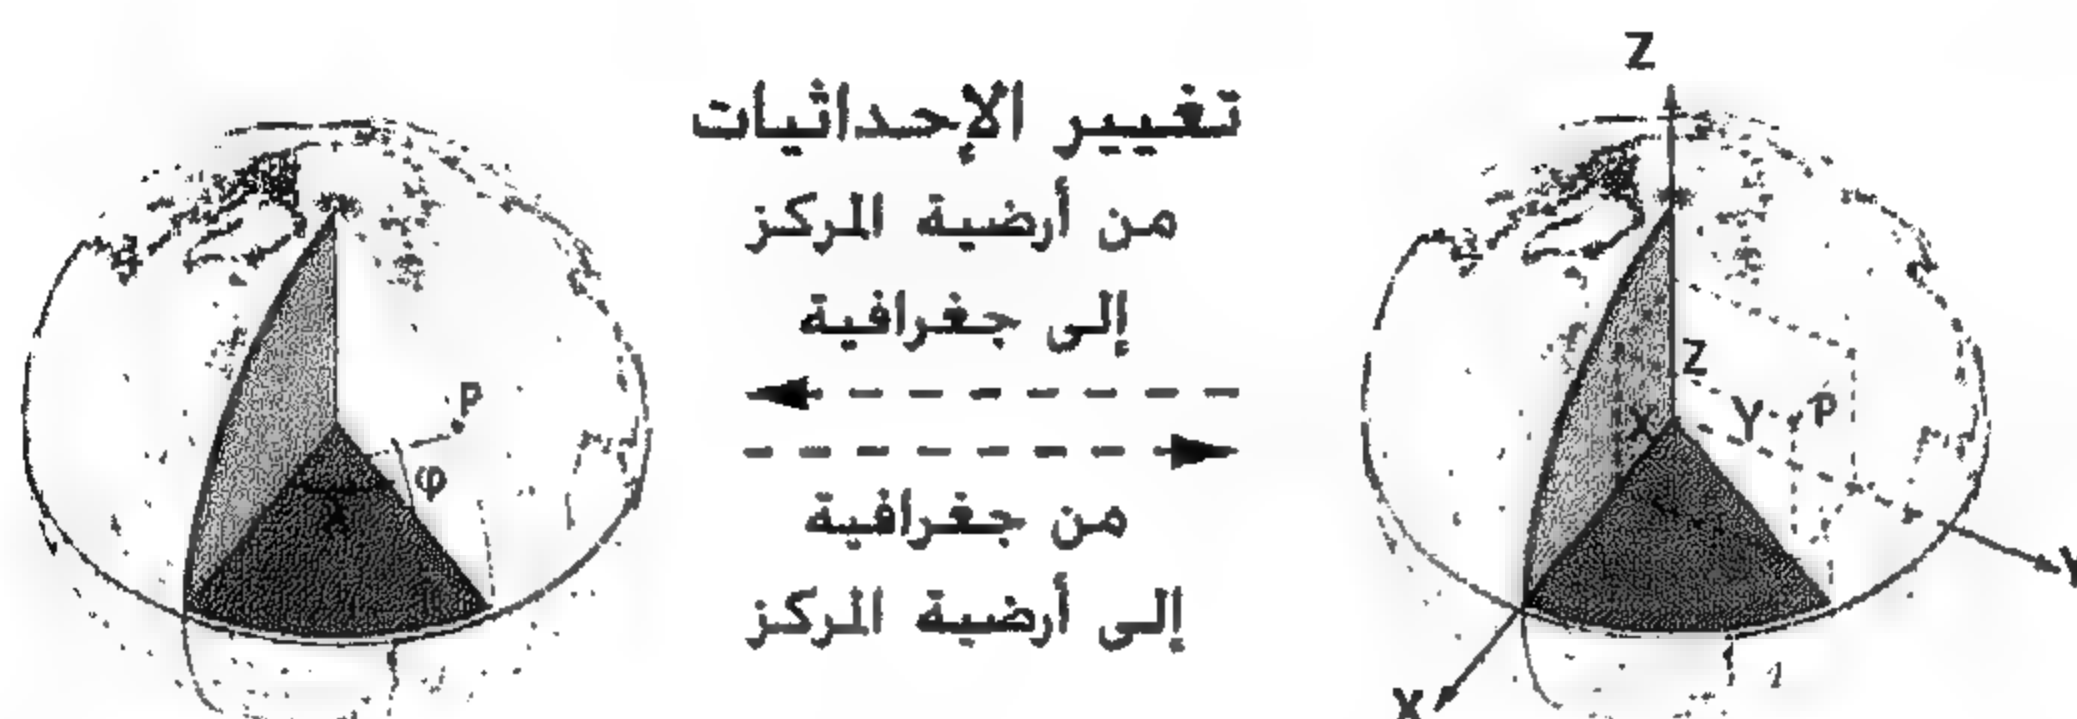 تغيير الإحداثيات
من أرضية المركز
إلى جغرافية
من جغرافية
إلى أرضية المركز
P
φ
λ
Z
Z
X
Y
P
Y
X